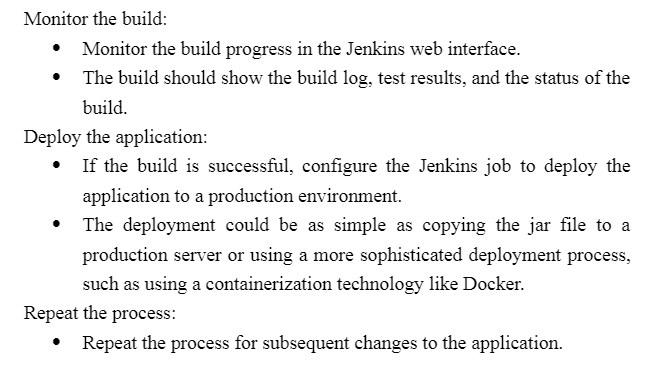 Monitor the build:
• Monitor the build progress in the Jenkins web interface.
• The build should show the build log, test results, and the status of the
build.
Deploy the application:
• If the build is successful, configure the Jenkins job to deploy the
application to a production environment.
• The deployment could be as simple as copying the jar file to a
production server or using a more sophisticated deployment process,
such as using a containerization technology like Docker.
Repeat the process:
• Repeat the process for subsequent changes to the application.